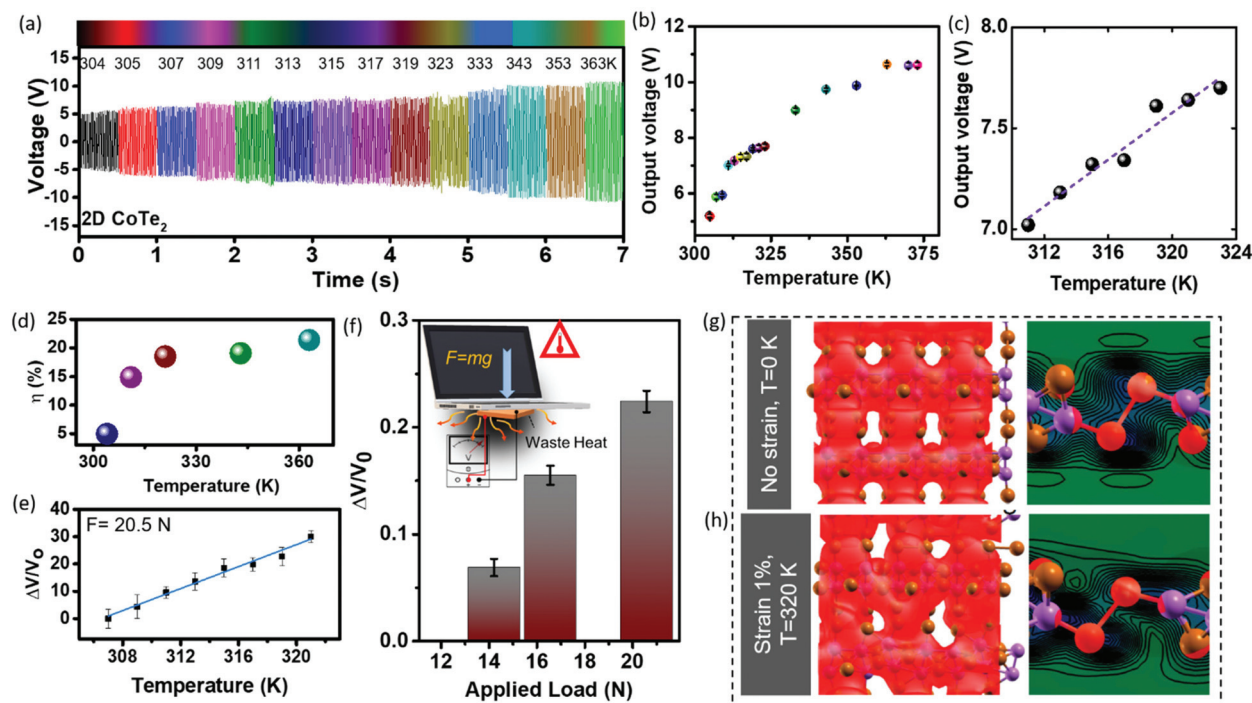 (a)
304 305 307 309 311 313 315 317 319 323 333 343 353 363K
15
10
5
0
-5
-10
-15
Voltage (V)
2D CoTe2
0 1 2 3 4 5 6 7
Time (s)
(b)
12
10
8
6
Output voltage (V)
300 325 350 375
Temperature (K)
(c)
8.0
7.5
7.0
Output voltage (V)
312 316 320 324
Temperature (K)
(d)
25
20
15
10
5
η (%)
300 330 360
Temperature (K)
(e)
F= 20.5 N
40
30
20
10
0
ΔV/Vo
308 312 316 320
Temperature (K)
(f)
0.3
0.2
0.1
0.0
ΔV/V0
F=mg
Waste Heat
V
12 14 16 18 20
Applied Load (N)
(g)
No strain, T=0 K
(h)
Strain 1%,
T=320 K